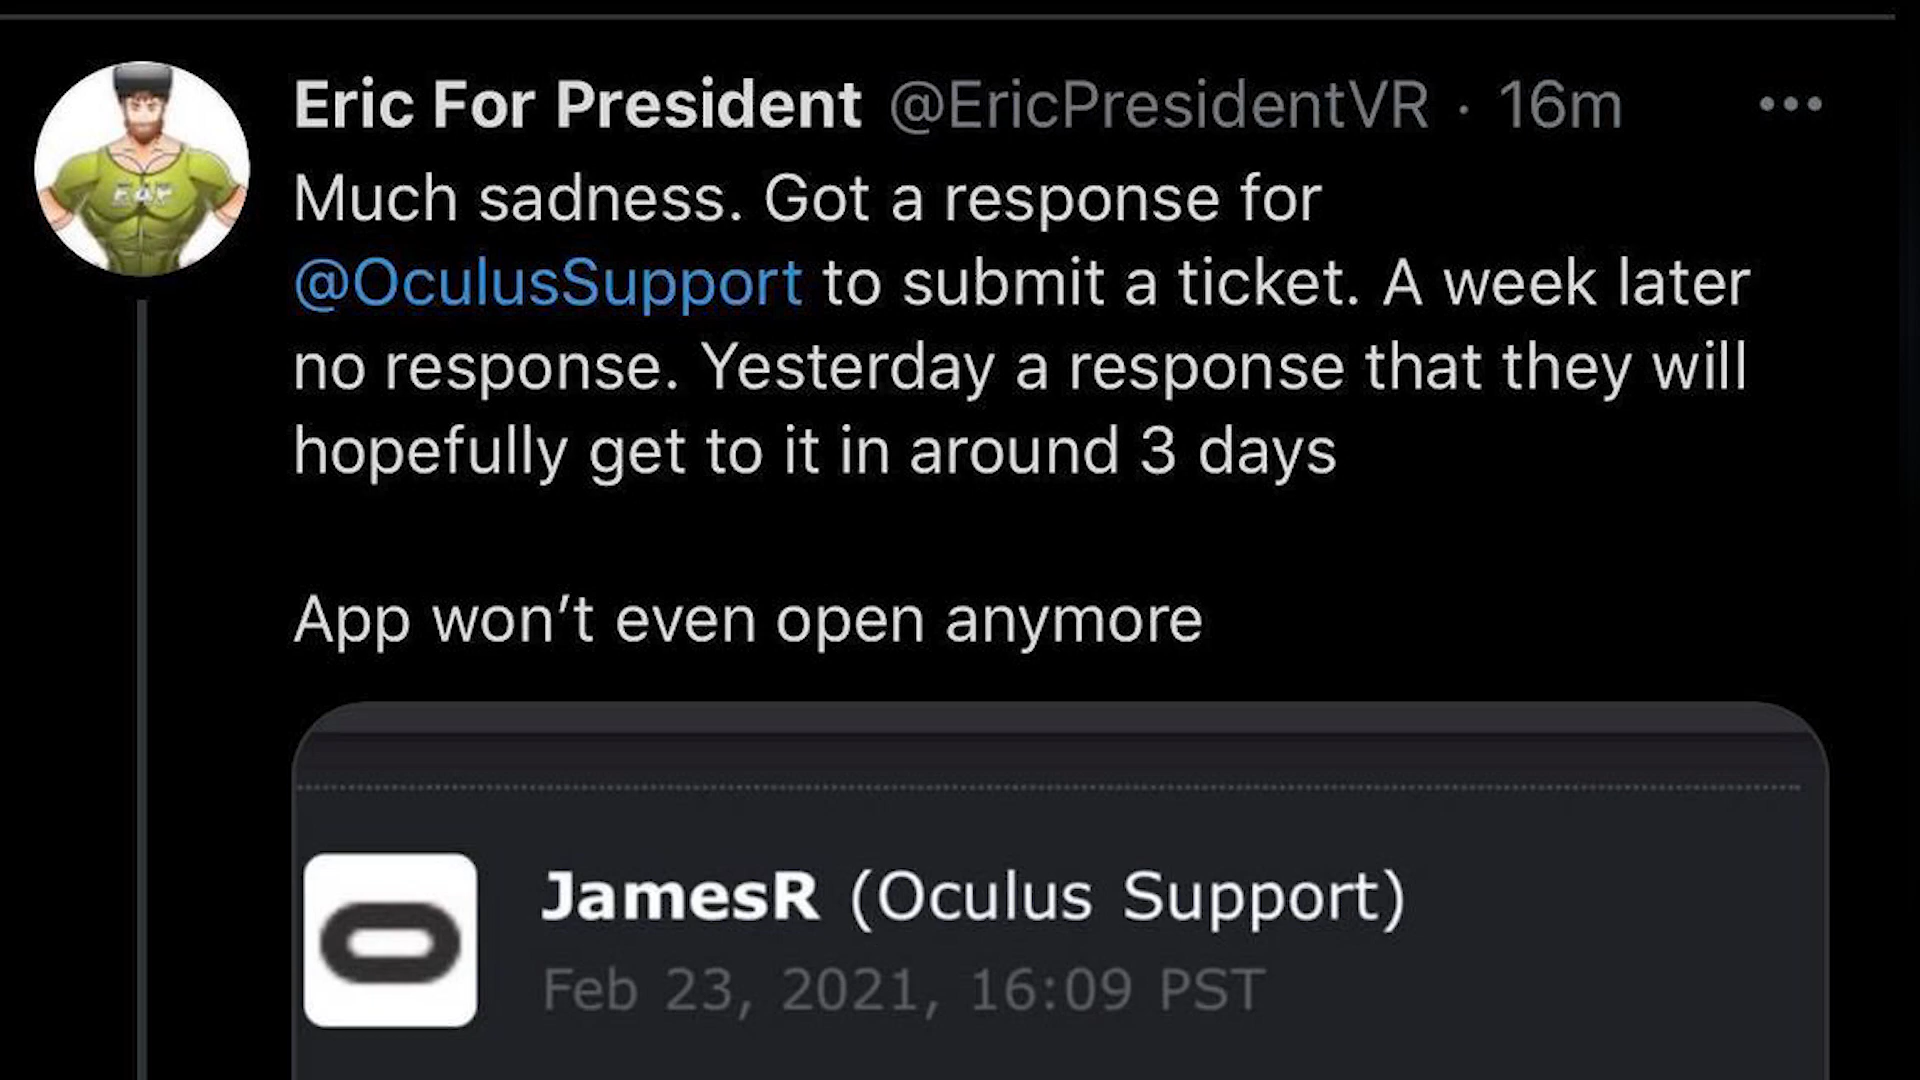 Eric For President @EricPresidentVR · 16m
Much sadness. Got a response for
@OculusSupport to submit a ticket. A week later
no response. Yesterday a response that they will
hopefully get to it in around 3 days
App won’t even open anymore
JamesR (Oculus Support)
Feb 23, 2021, 16:09 PST